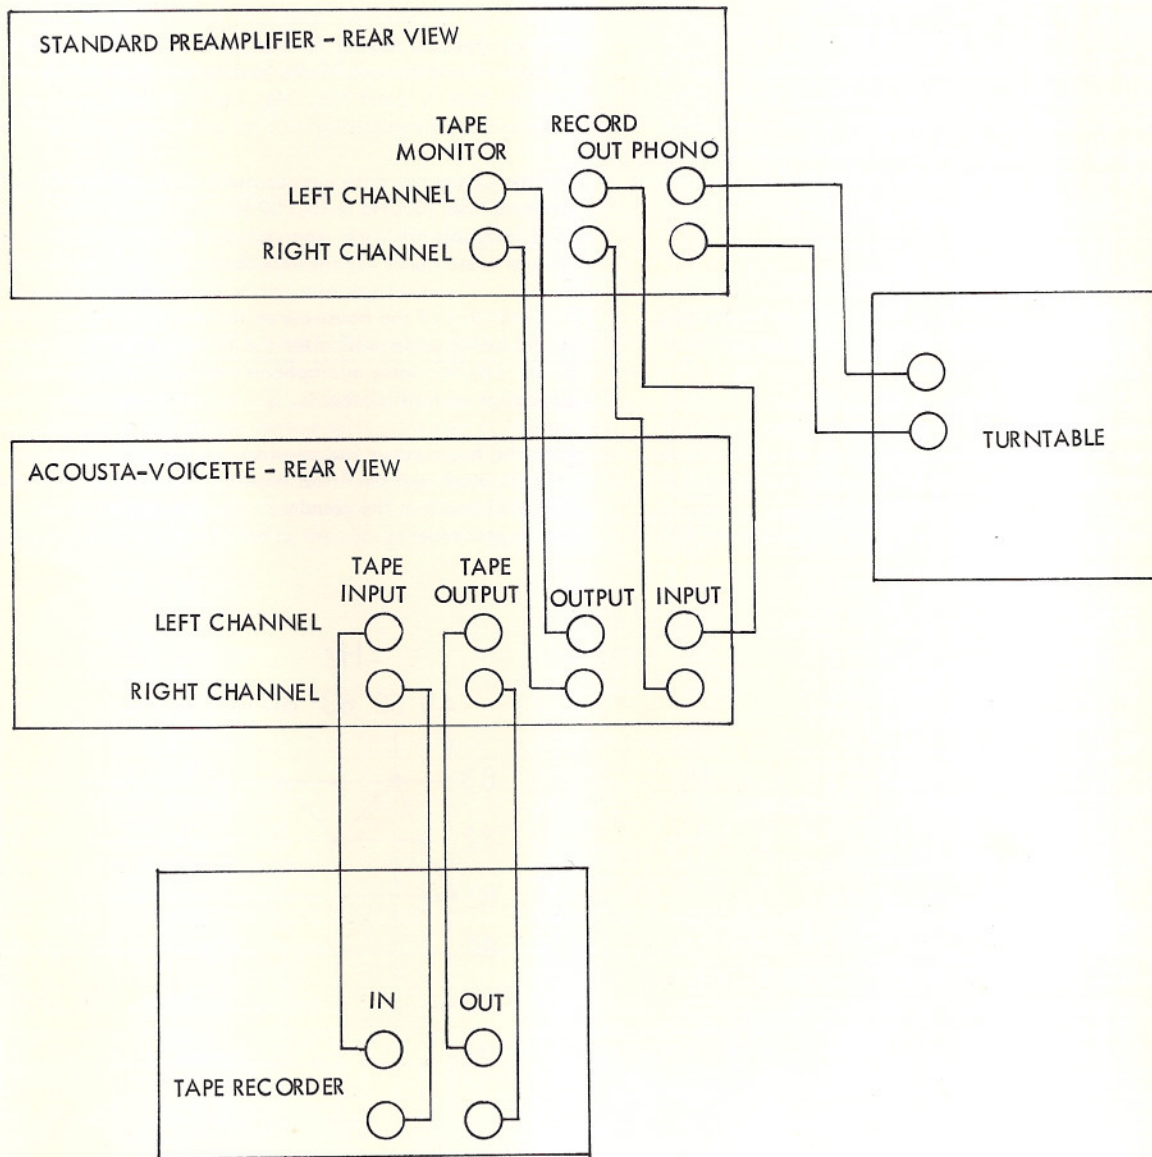 STANDARD PREAMPLIFIER - REAR VIEW
TAPE
MONITOR
RECORD
OUT PHONO
LEFT CHANNEL
RIGHT CHANNEL
TURNTABLE
ACOUSTA-VOICETTE - REAR VIEW
TAPE
INPUT
TAPE
OUTPUT
OUTPUT
INPUT
LEFT CHANNEL
RIGHT CHANNEL
IN
OUT
TAPE RECORDER